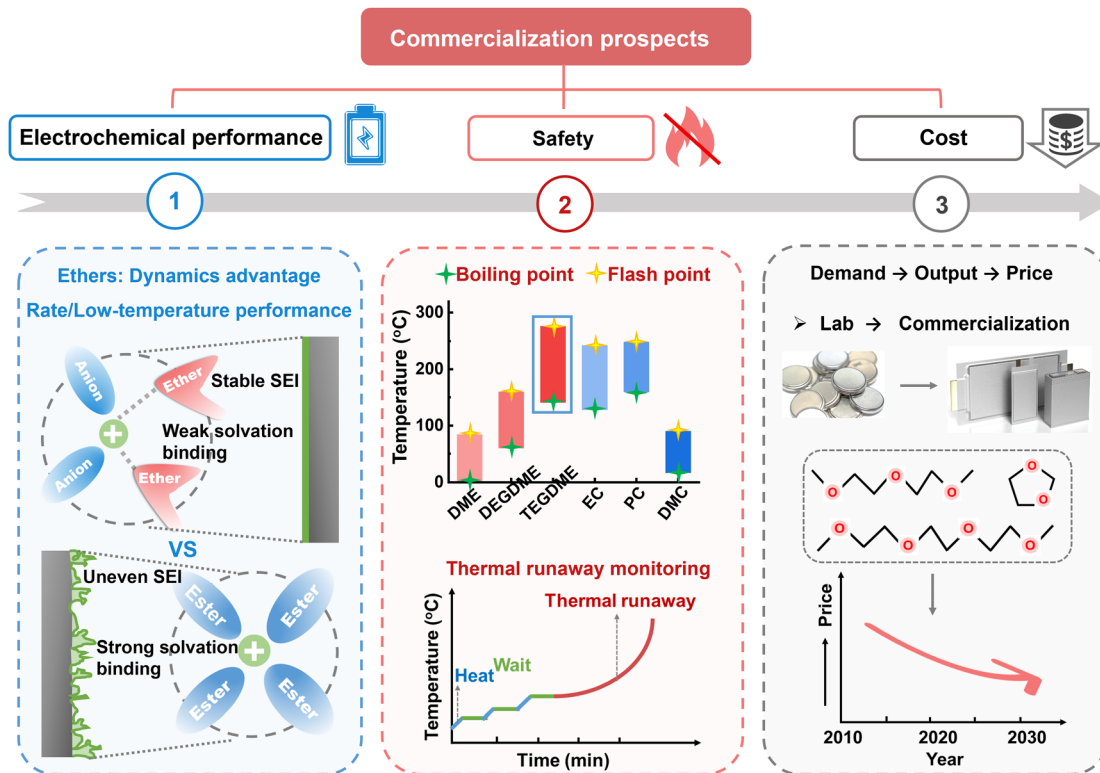 Commercialization prospects
Electrochemical performance
Safety
Cost
$
1
2
3
Ethers: Dynamics advantage
Rate/Low-temperature performance
Anion
Ether
Stable SEI
+
Weak solvation
binding
Anion
Ether
VS
Uneven SEI
Ester
Ester
Strong solvation
binding
+
Ester
Ester
Boiling point
Flash point
Temperature (°C)
300
200
100
0
DME
DEGDME
TEGDME
EC
PC
DMC
Thermal runaway monitoring
Thermal runaway
Temperature (°C)
Heat
Wait
Time (min)
Demand → Output → Price
➢ Lab → Commercialization
O
O
O
O
O
O
O
O
O
Price
2010
2020
2030
Year